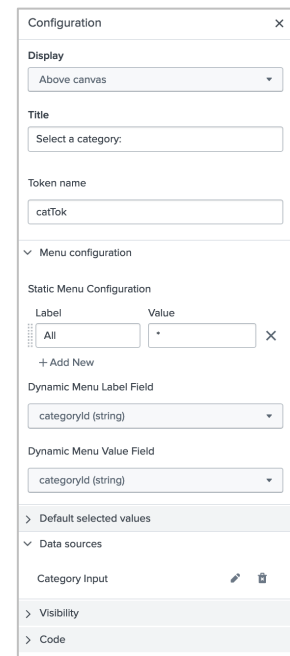 Configuration
Display
Above canvas
Title
Select a category:
Token name
catTok
Menu configuration
Static Menu Configuration
Label Value
All *
+ Add New
Dynamic Menu Label Field
categoryId (string)
Dynamic Menu Value Field
categoryId (string)
Default selected values
Data sources
Category Input
Visibility
Code